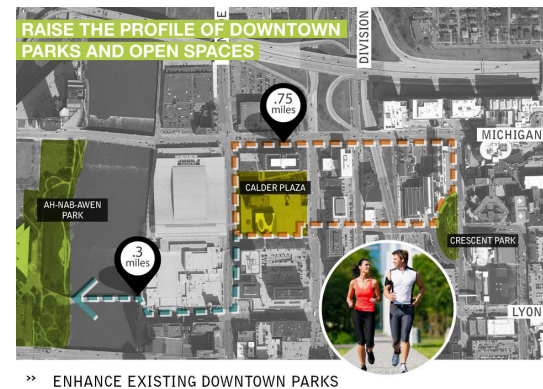 RAISE THE PROFILE OF DOWNTOWN
PARKS AND OPEN SPACES
DIVISION
.75
miles
MICHIGAN
CALDER PLAZA
AH-NAB-AWEN
PARK
CRESCENT PARK
.3
miles
LYON
>> ENHANCE EXISTING DOWNTOWN PARKS